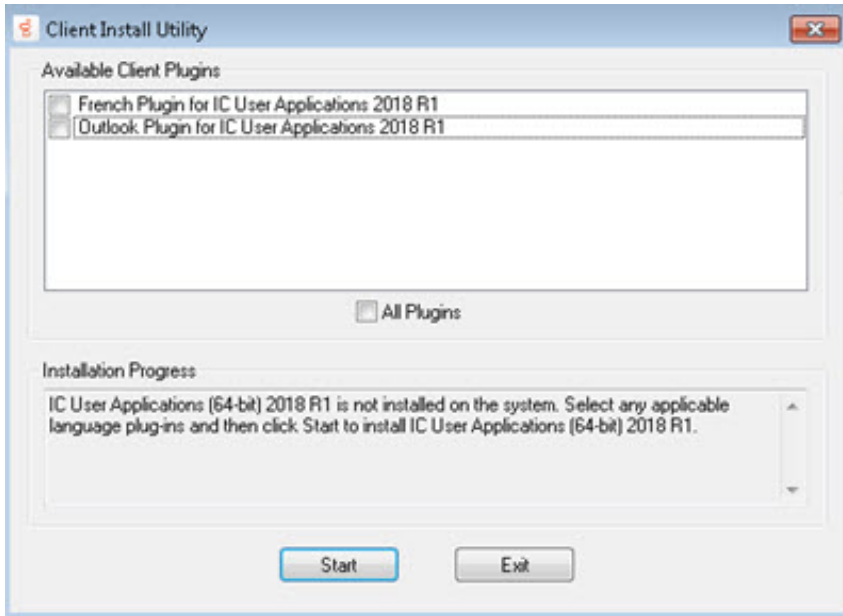 Client Install Utility
Available Client Plugins
French Plugin for IC User Applications 2018 R1
Outlook Plugin for IC User Applications 2018 R1
All Plugins
Installation Progress
IC User Applications (64-bit) 2018 R1 is not installed on the system. Select any applicable
language plug-ins and then click Start to install IC User Applications (64-bit) 2018 R1.
Start Exit